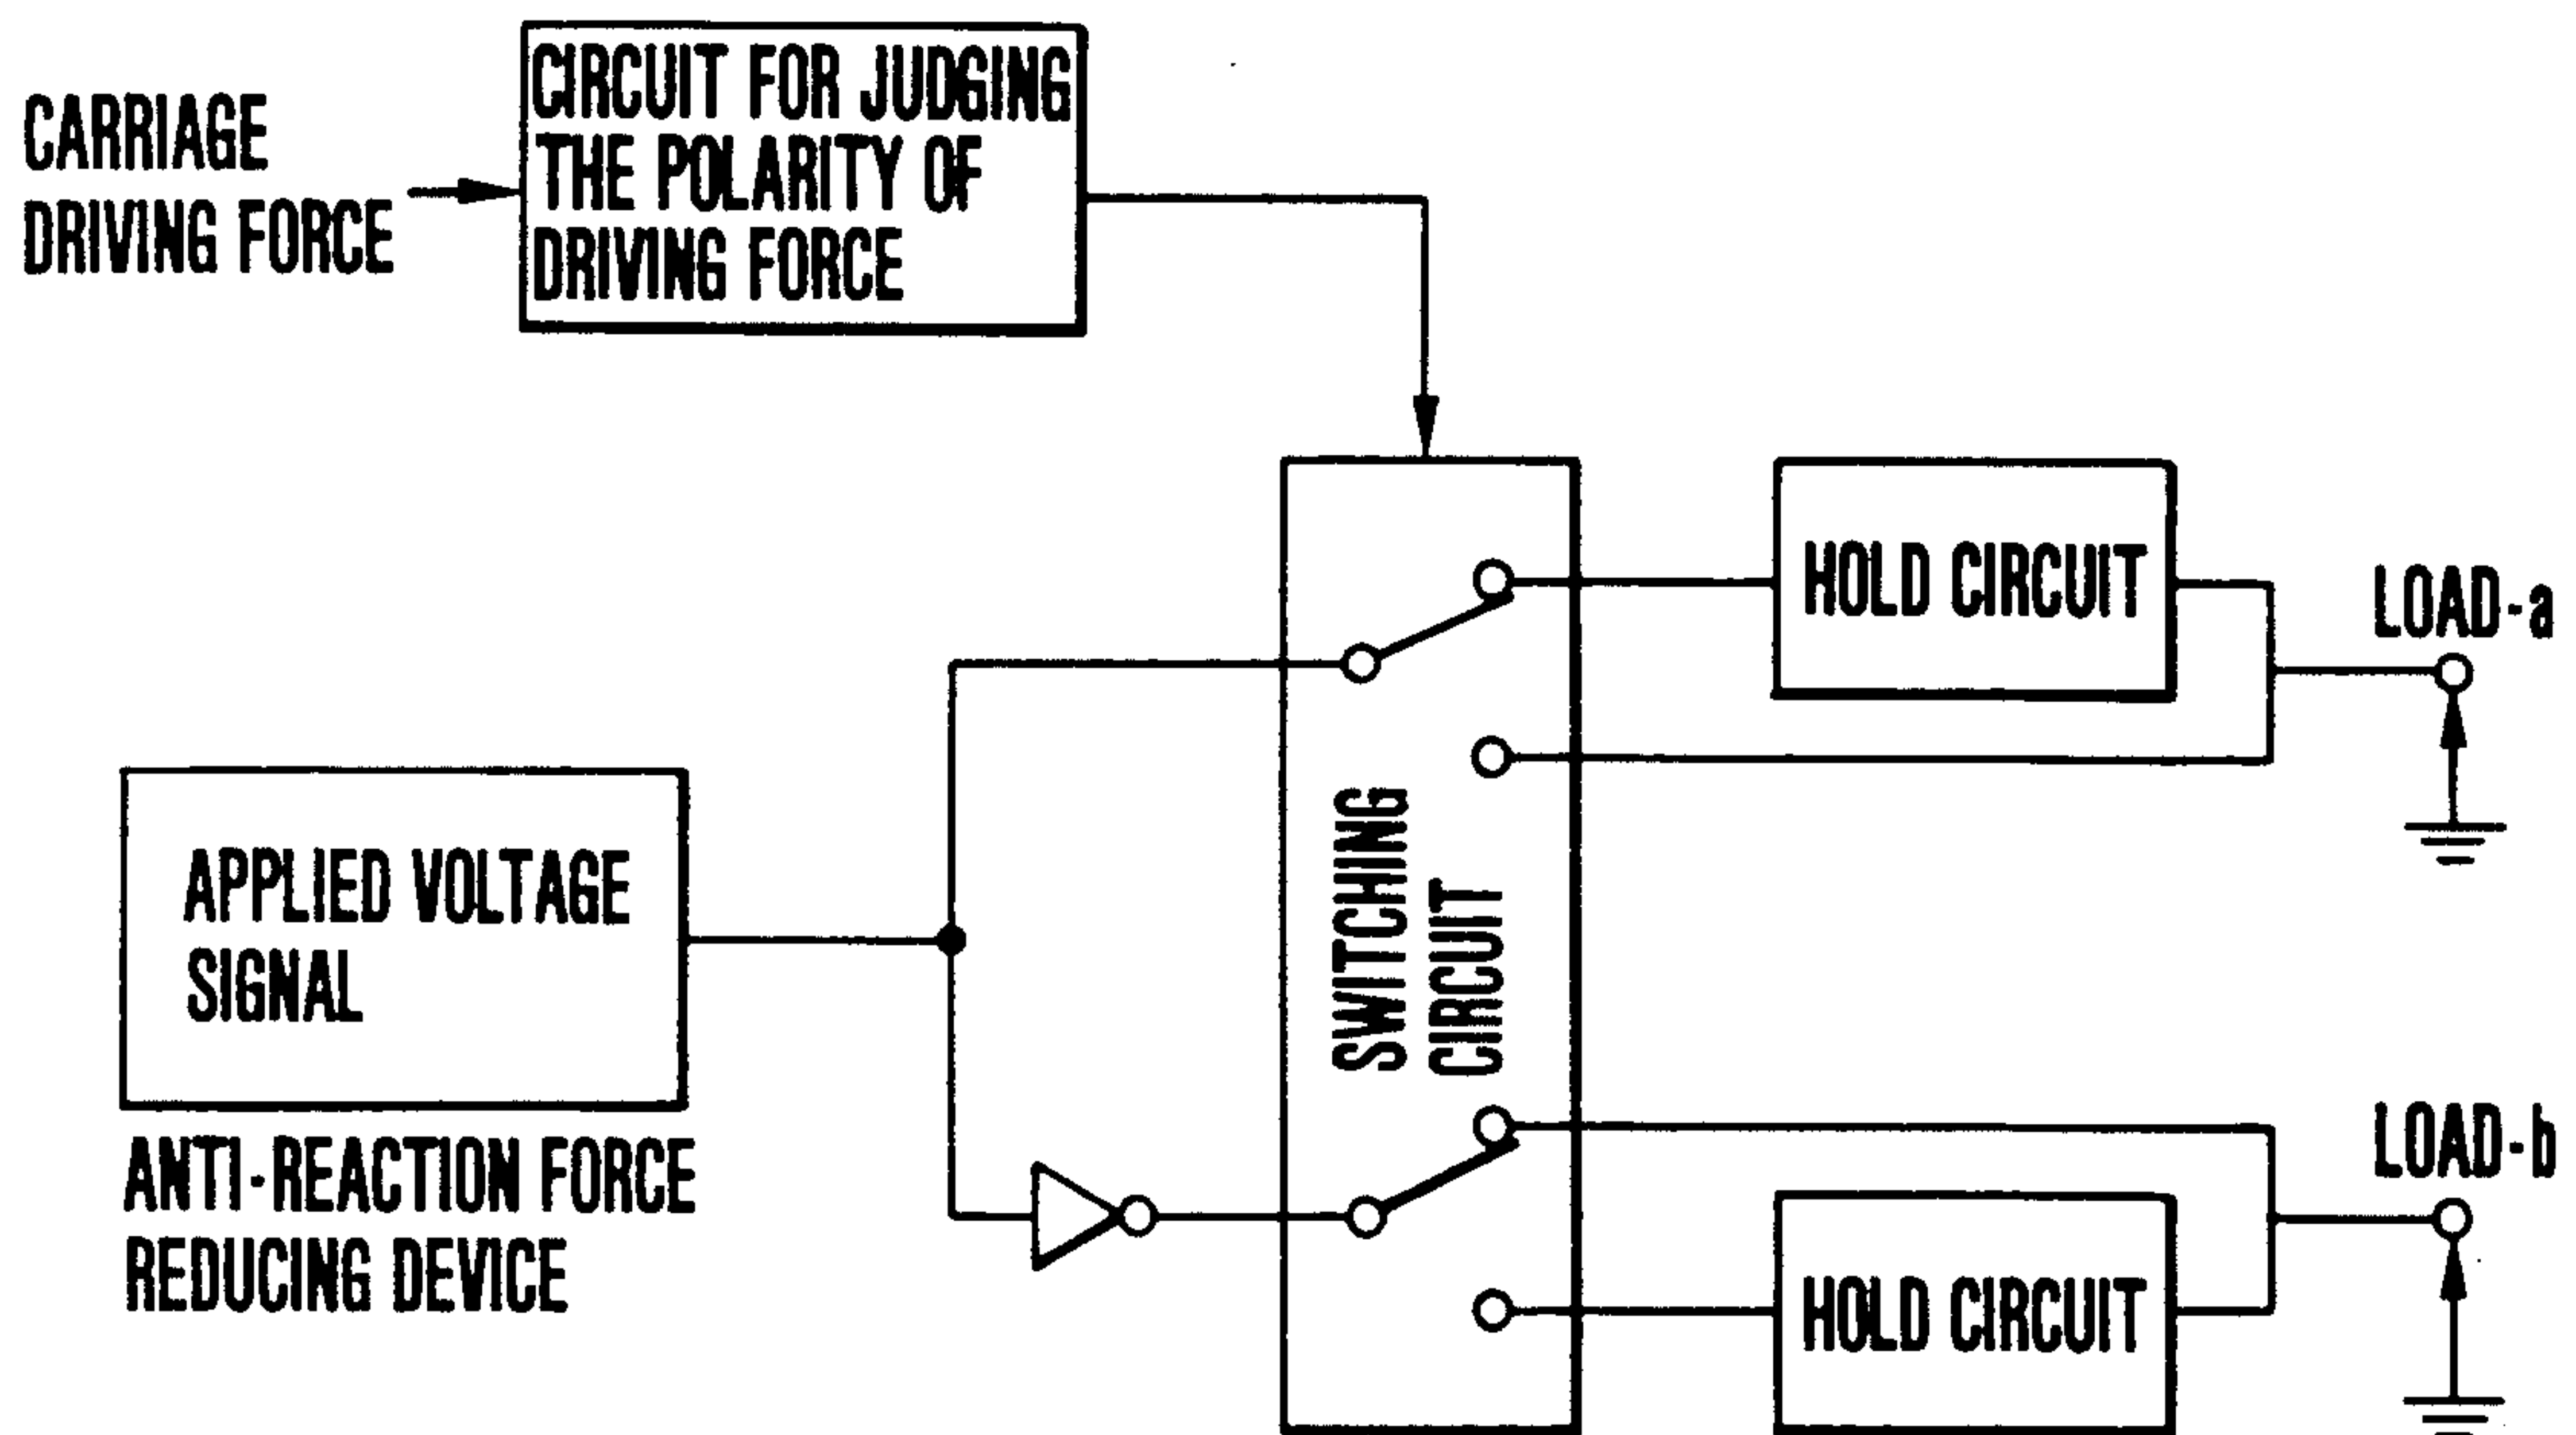 CARRIAGE
DRIVING FORCE
CIRCUIT FOR JUDGING
THE POLARITY OF
DRIVING FORCE
APPLIED VOLTAGE
SIGNAL
ANTI-REACTION FORCE
REDUCING DEVICE
SWITCHING
CIRCUIT
HOLD CIRCUIT
LOAD-a
HOLD CIRCUIT
LOAD-b